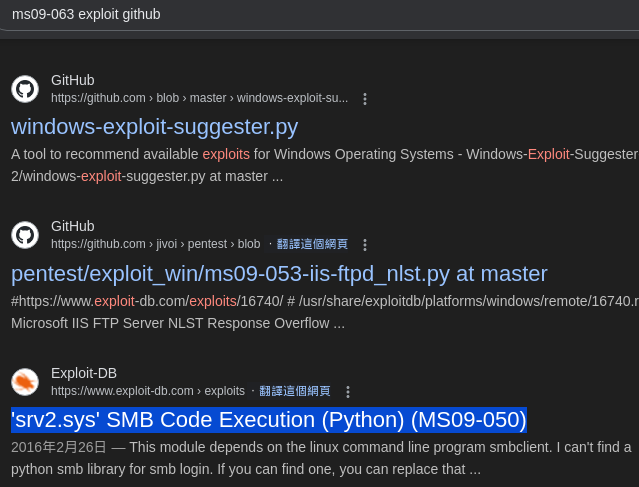 ms09-063 exploit github
GitHub
https://github.com › blob › master › windows-exploit-su...
windows-exploit-suggester.py
A tool to recommend available exploits for Windows Operating Systems - Windows-Exploit-Suggester
2/windows-exploit-suggester.py at master ...
GitHub
https://github.com › jivoi › pentest › blob · 翻譯這個網頁
pentest/exploit_win/ms09-053-iis-ftpd_nlst.py at master
#https://www.exploit-db.com/exploits/16740/ # /usr/share/exploitdb/platforms/windows/remote/16740.r
Microsoft IIS FTP Server NLST Response Overflow ...
Exploit-DB
https://www.exploit-db.com › exploits · 翻譯這個網頁
'srv2.sys' SMB Code Execution (Python) (MS09-050)
2016年2月26日 — This module depends on the linux command line program smbclient. I can't find a
python smb library for smb login. If you can find one, you can replace that ...